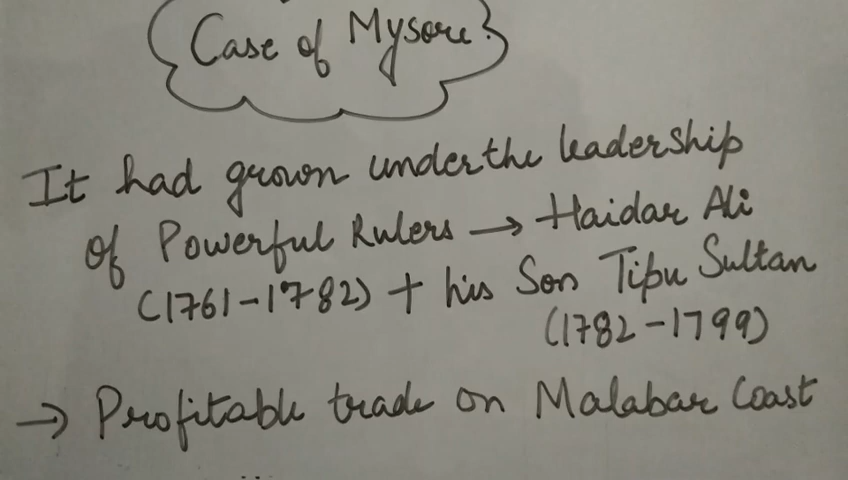 Case of Mysore?
It had grown under the leadership
of Powerful Rulers → Haidar Ali
(1761-1782) + his Son Tipu Sultan
(1782-1799)
→ Profitable trade on Malabar Coast